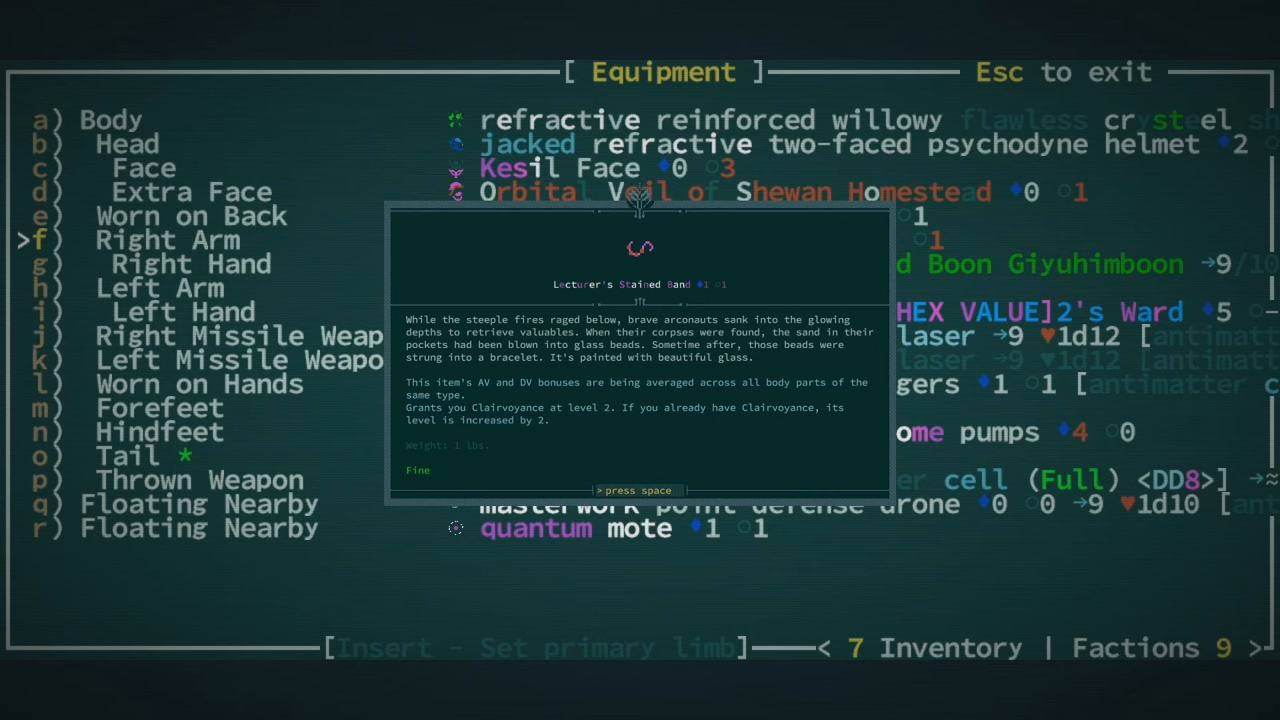 [ Equipment ] Esc to exit
a) Body refractive reinforced willowy flawless crysteel
b) Head jacked refractive two-faced psychodyne helmet ♦2
c) Face Kesil Face ♦0 ○3
d) Extra Face Orbital Veil of Shewan Homestead ♦0 ○1
e) Worn on Back ○1
>f) Right Arm ○1
g) Right Hand d Boon Giyuhimboon →9/10
h) Left Arm
i) Left Hand HEX VALUE]2's Ward ♦5 ○-
j) Right Missile Weap laser →9 ♥1d12 [antimatt
k) Left Missile Weapo laser →9 ♥1d12 [antimatt
l) Worn on Hands gers ♦1 ○1 [antimatter c
m) Forefeet
n) Hindfeet ome pumps ♦4 ○0
o) Tail *
p) Thrown Weapon er cell (Full) <DD8>] →≈
q) Floating Nearby masterwork point defense drone ♦0 ○0 →9 ♥1d10 [ant
r) Floating Nearby quantum mote ♦1 ○1
Lecturer's Stained Band ♦1 ○1
While the steeple fires raged below, brave arconauts sank into the glowing
depths to retrieve valuables. When their corpses were found, the sand in their
pockets had been blown into glass beads. Sometime after, those beads were
strung into a bracelet. It's painted with beautiful glass.
This item's AV and DV bonuses are being averaged across all body parts of the
same type.
Grants you Clairvoyance at level 2. If you already have Clairvoyance, its
level is increased by 2.
Weight: 1 lbs.
Fine
>press space
[Insert - Set primary limb] < 7 Inventory | Factions 9 >